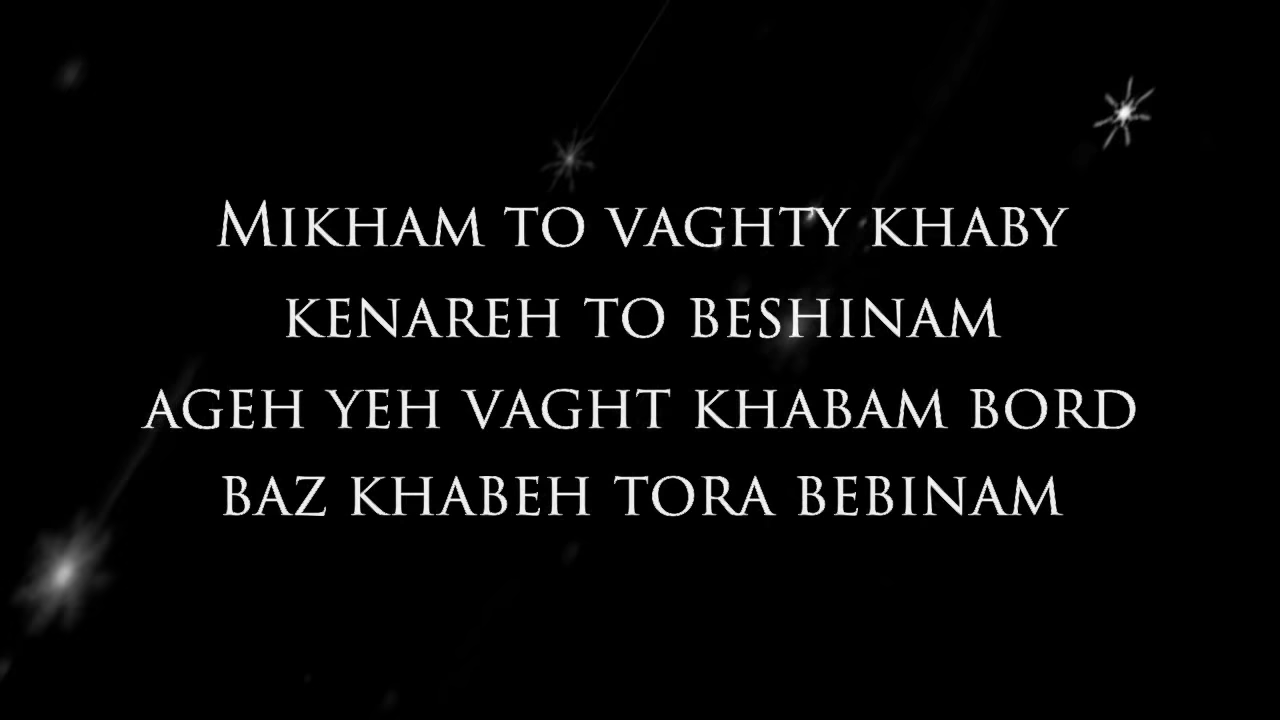 Mikham to vaghty khaby
kenareh to beshinam
ageh yeh vaght khabam bord
baz khabeh tora bebinam